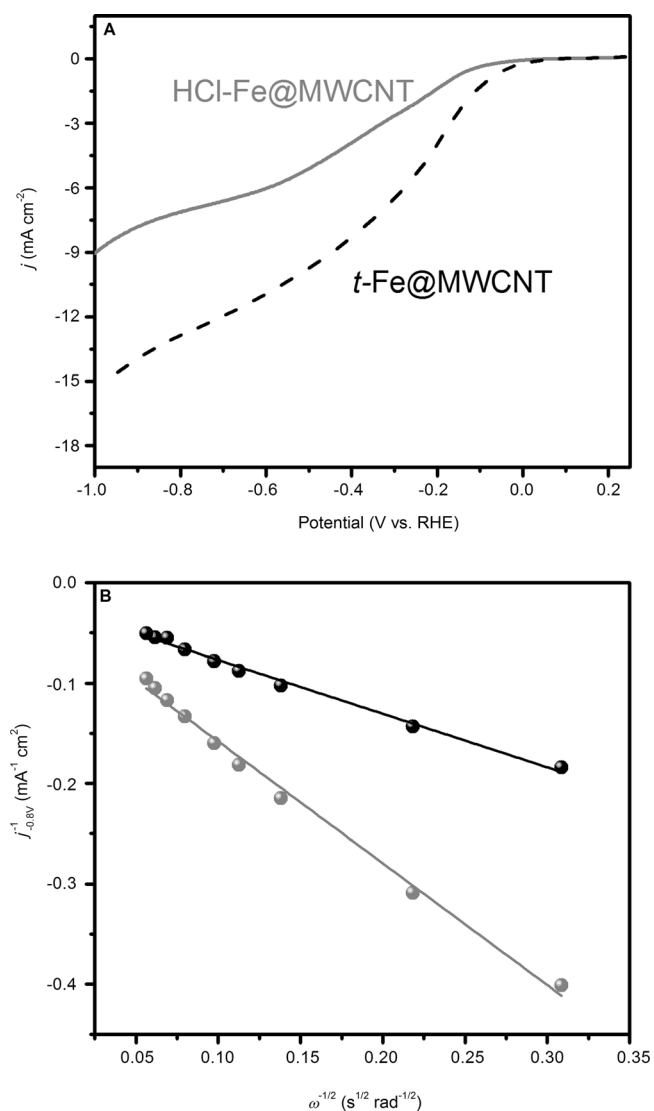 A
0
-3
-6
-9
-12
-15
-18
HCl-Fe@MWCNT
t-Fe@MWCNT
j (mA cm-2)
-1.0 -0.8 -0.6 -0.4 -0.2 0.0 0.2
Potential (V vs. RHE)
B
0.0
-0.1
-0.2
-0.3
-0.4
j-1-0.8V (mA-1 cm2)
0.05 0.10 0.15 0.20 0.25 0.30 0.35
ω-1/2 (s1/2 rad-1/2)